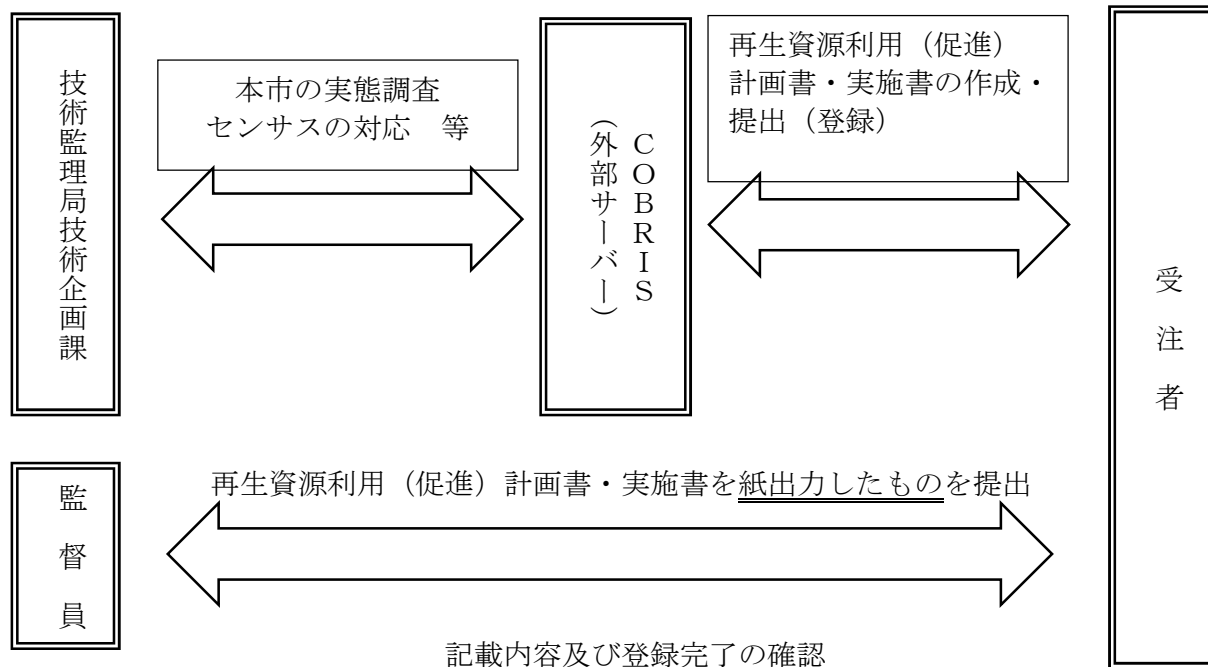 技術監理局技術企画課
本市の実態調査
センサスの対応　等
ＣＯＢＲＩＳ
（外部サーバー）
再生資源利用（促進）
計画書・実施書の作成・
提出（登録）
受注者
監督員
再生資源利用（促進）計画書・実施書を紙出力したものを提出
記載内容及び登録完了の確認